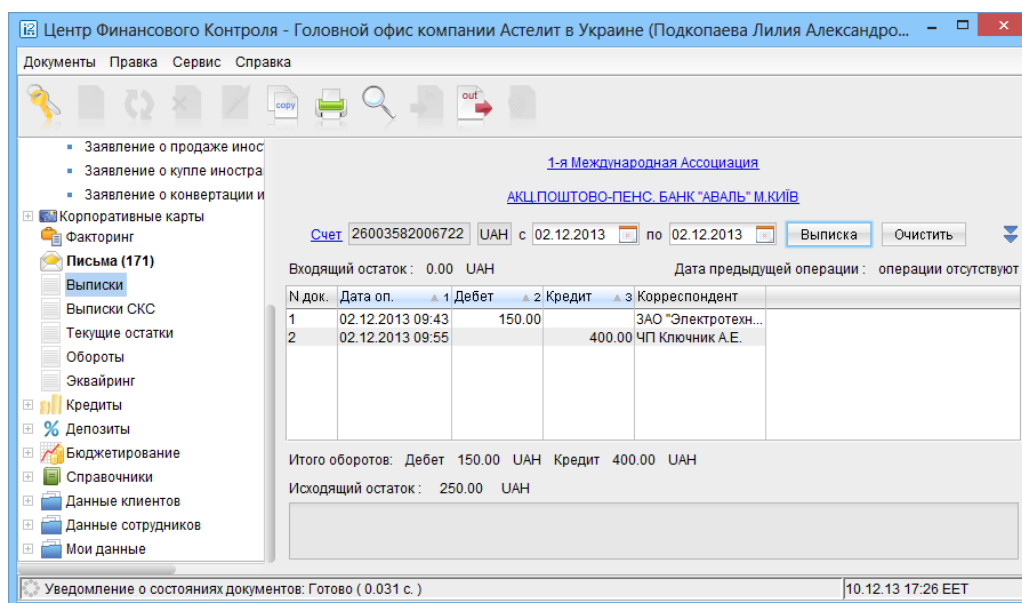 Центр Финансового Контроля - Головной офис компании Астелит в Украине (Подкопаева Лилия Александро...
Документы Правка Сервис Справка
copy out
Заявление о продаже инос
Заявление о купле иностра
Заявление о конвертации и
Корпоративные карты
Факторинг
Письма (171)
Выписки
Выписки СКС
Текущие остатки
Обороты
Эквайринг
Кредиты
Депозиты
Бюджетирование
Справочники
Данные клиентов
Данные сотрудников
Мои данные
1-я Международная Ассоциация
АКЦ.ПОШТОВО-ПЕНС. БАНК "АВАЛЬ" М.КИЇВ
Счет 26003582006722 UAH с 02.12.2013 по 02.12.2013 Выписка Очистить
Входящий остаток : 0.00 UAH Дата предыдущей операции : операции отсутствуют
N док. Дата оп. 1 Дебет 2 Кредит 3 Корреспондент
1 02.12.2013 09:43 150.00 ЗАО "Электротехн...
2 02.12.2013 09:55 400.00 ЧП Ключник А.Е.
Итого оборотов: Дебет 150.00 UAH Кредит 400.00 UAH
Исходящий остаток : 250.00 UAH
Уведомление о состояниях документов: Готово ( 0.031 с. ) 10.12.13 17:26 EET